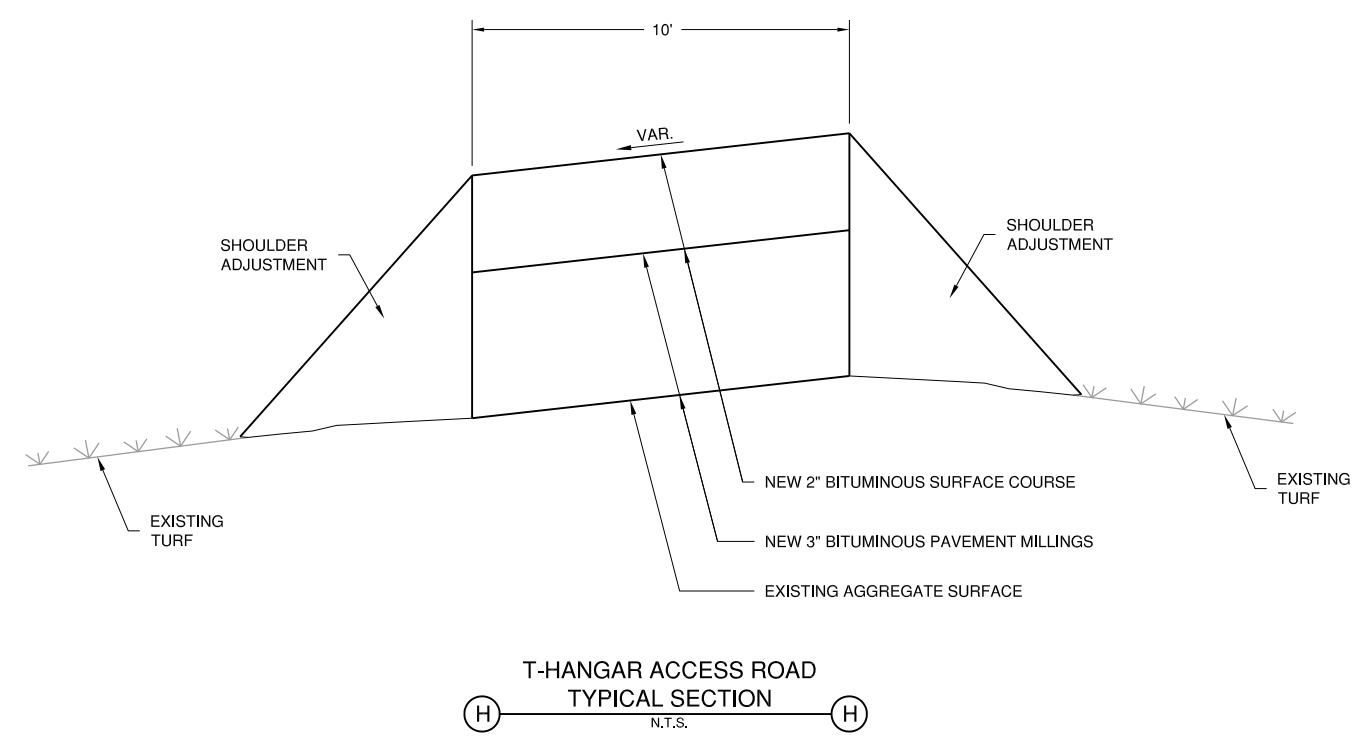 10'
VAR.
SHOULDER
ADJUSTMENT
SHOULDER
ADJUSTMENT
NEW 2" BITUMINOUS SURFACE COURSE
EXISTING
TURF
EXISTING
TURF
NEW 3" BITUMINOUS PAVEMENT MILLINGS
EXISTING AGGREGATE SURFACE
T-HANGAR ACCESS ROAD
TYPICAL SECTION
H
H
N.T.S.